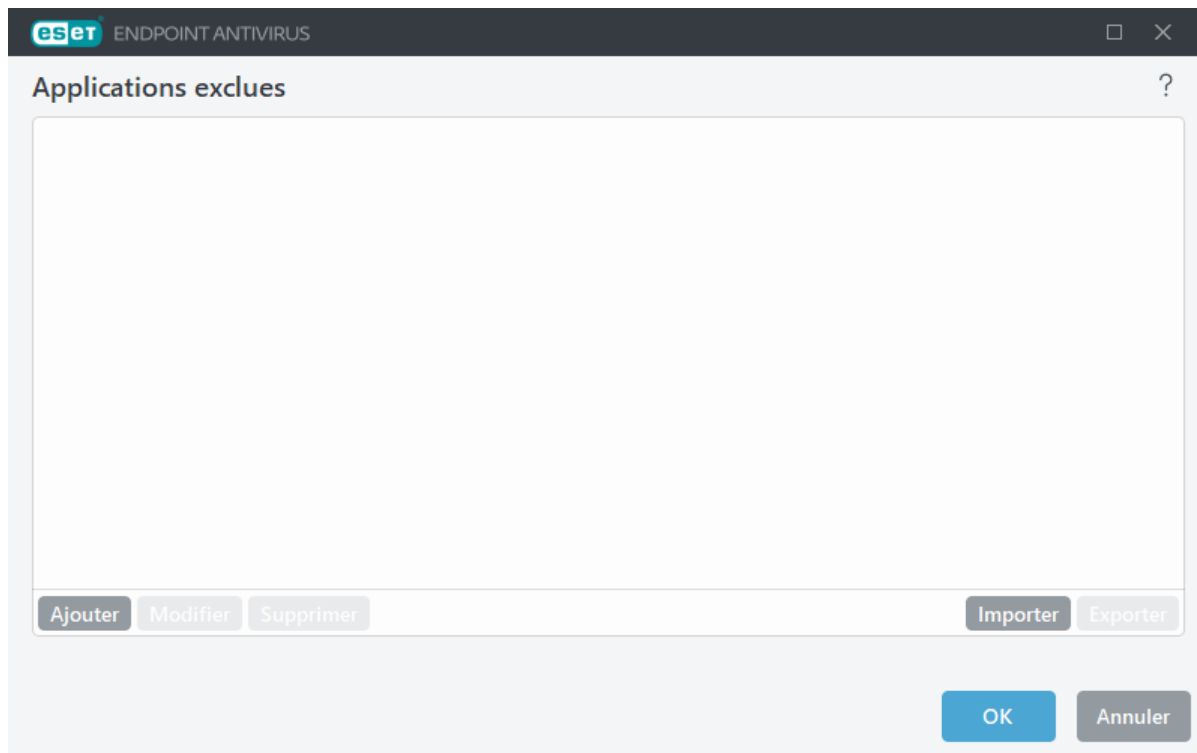 eset ENDPOINT ANTIVIRUS
Applications exclues ?
Ajouter Modifier Supprimer Importer Exporter
OK Annuler